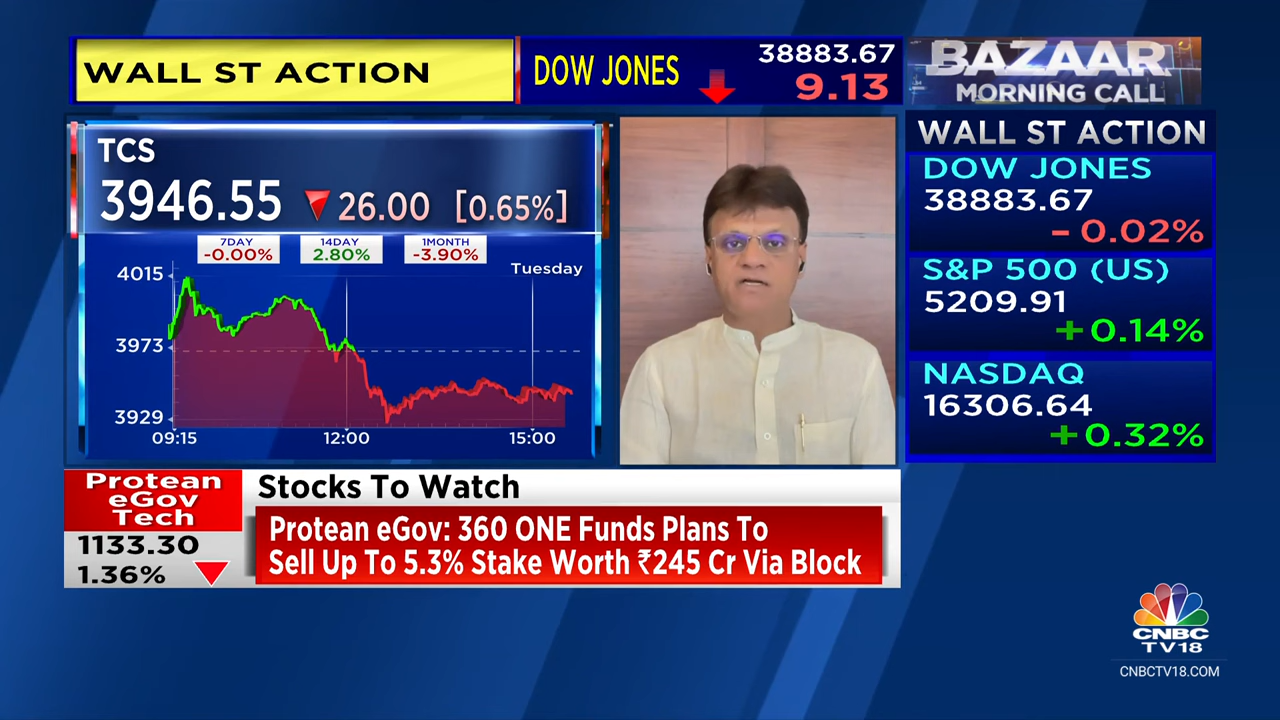 WALL ST ACTION
DOW JONES
38883.67
9.13
BAZAAR
MORNING CALL
TCS
3946.55 ▼ 26.00 [0.65%]
7DAY
-0.00%
14DAY
2.80%
1MONTH
-3.90%
Tuesday
4015
3973
3929
09:15 12:00 15:00
WALL ST ACTION
DOW JONES
38883.67
- 0.02%
S&P 500 (US)
5209.91
+ 0.14%
NASDAQ
16306.64
+ 0.32%
Protean
eGov
Tech
1133.30
1.36% ▼
Stocks To Watch
Protean eGov: 360 ONE Funds Plans To
Sell Up To 5.3% Stake Worth ₹245 Cr Via Block
CNBC
TV18
CNBCTV18.COM